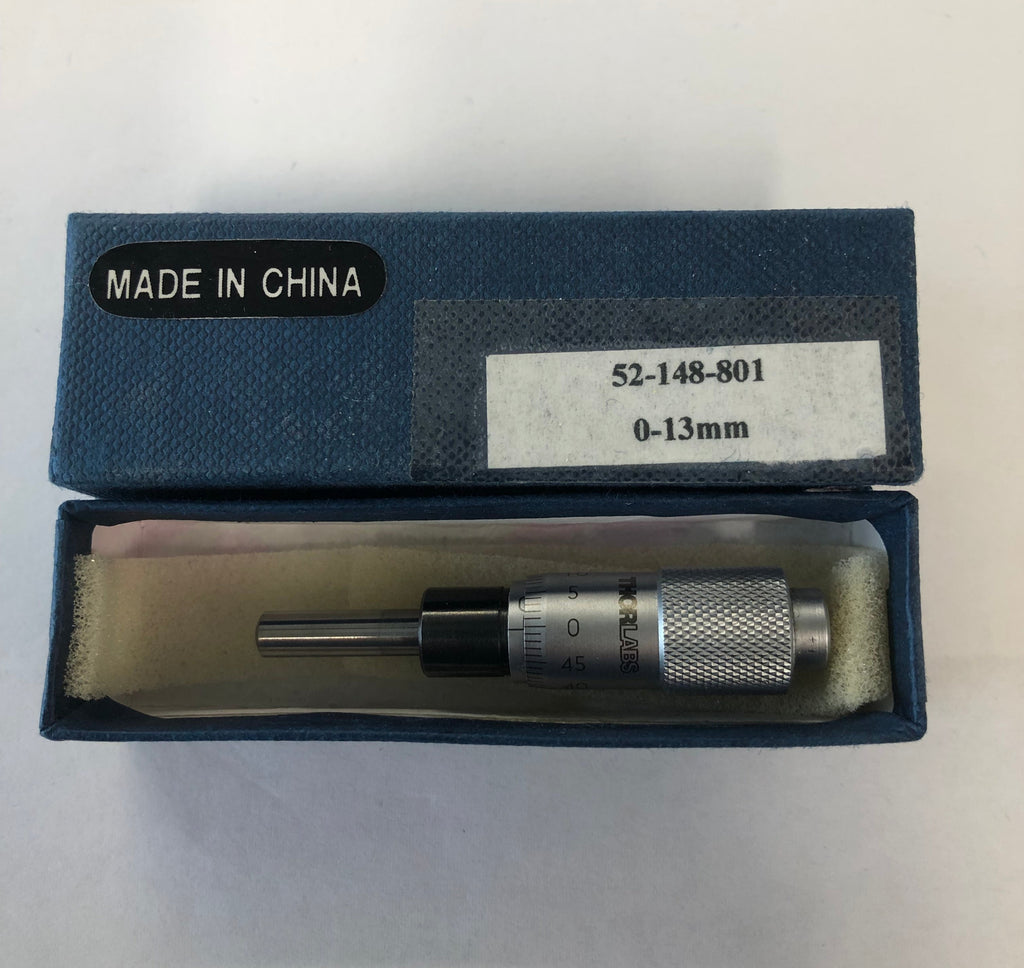 MADE IN CHINA
52-148-801
0-13mm
5
0
45
THORLABS